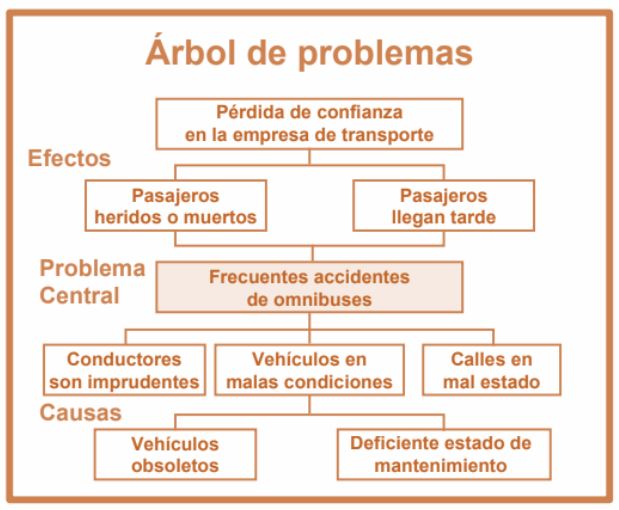 Árbol de problemas
Pérdida de confianza
en la empresa de transporte
Efectos
Pasajeros
heridos o muertos
Pasajeros
llegan tarde
Problema
Central
Frecuentes accidentes
de omnibuses
Conductores
son imprudentes
Vehículos en
malas condiciones
Calles en
mal estado
Causas
Vehículos
obsoletos
Deficiente estado de
mantenimiento